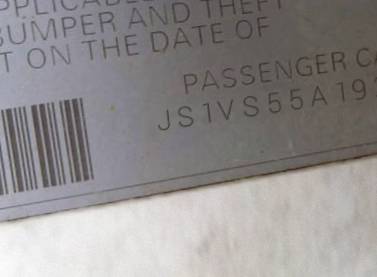 BUMPER AND THEFT
T ON THE DATE OF
PASSENGER
JS1VS55A19